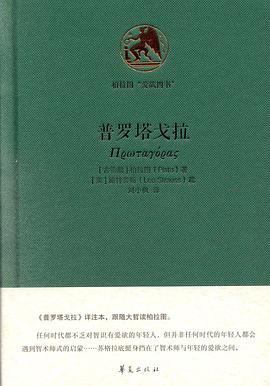 柏拉图“爱欲四书”
普罗塔戈拉
Πρωταγόρας
[古希腊] 柏拉图（Plato）著
[美] 施特劳斯（Leo Strauss）疏
刘小枫 译
《普罗塔戈拉》详注本，跟随大哲读柏拉图。
任何时代都不乏对智识有爱欲的年轻人，但并非任何时代的年轻人都会
遇到智术师式的启蒙……苏格拉底挺身挡在了智术师与年轻的爱欲之间。
华夏出版社